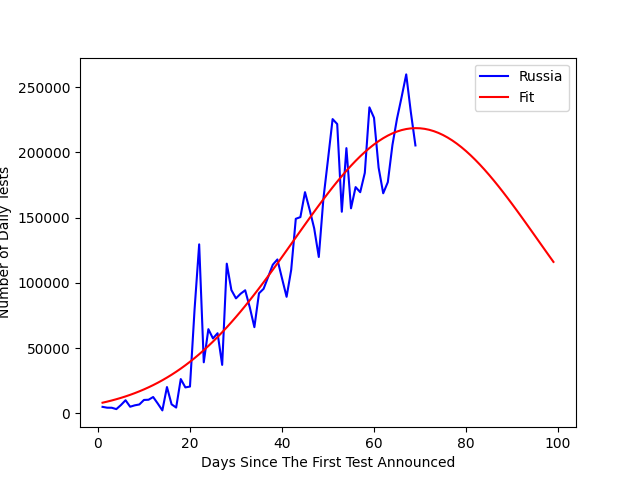 Russia
Fit
250000
200000
150000
100000
50000
0
Number of Daily Tests
0 20 40 60 80 100
Days Since The First Test Announced